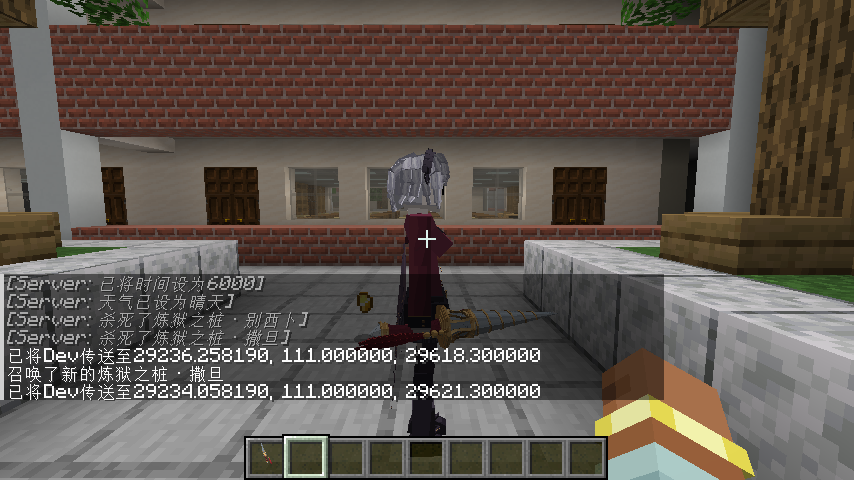 [Server: 已将时间设为6000]
[Server: 天气已设为晴天]
[Server: 杀死了炼狱之桩·别西卜]
[Server: 杀死了炼狱之桩·撒旦]
已将Dev传送至29236.258190, 111.000000, 29618.300000
召唤了新的炼狱之桩·撒旦
已将Dev传送至29234.058190, 111.000000, 29621.300000